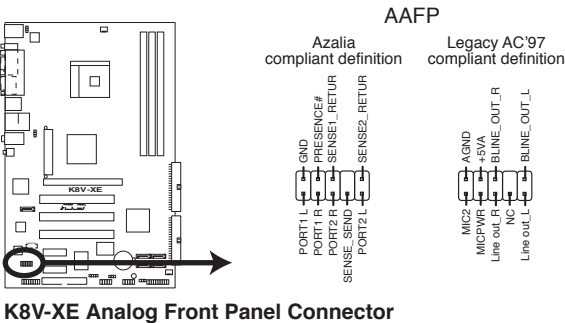 AAFP
Azalia
compliant definition
Legacy AC'97
compliant definition
GND
PRESENCE#
SENSE1_RETUR
SENSE2_RETUR
PORT1 L
PORT1 R
PORT2 R
SENSE_SEND
PORT2 L
AGND
+5VA
BLINE_OUT_R
BLINE_OUT_L
MIC2
MICPWR
Line out_R
NC
Line out_L
K8V-XE
K8V-XE Analog Front Panel Connector